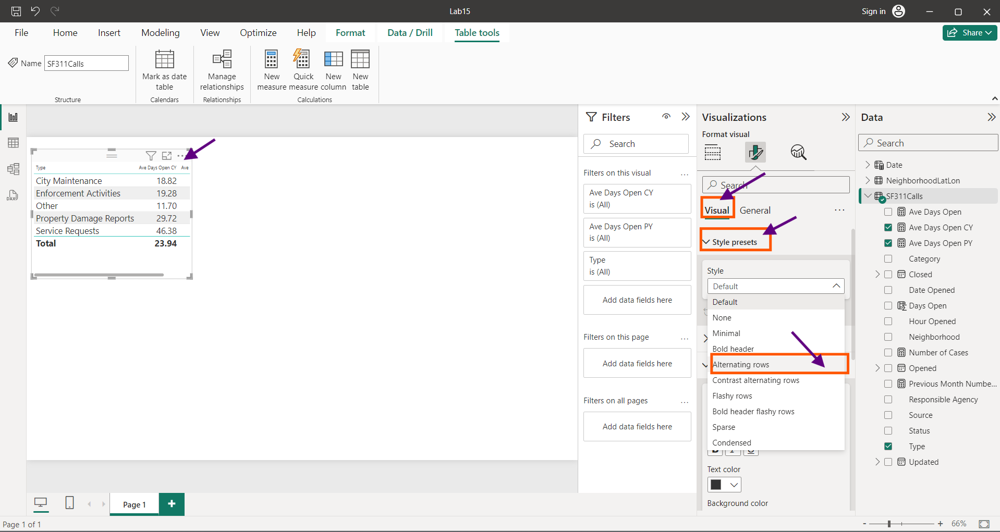 Lab15
Sign in
File Home Insert Modeling View Optimize Help Format Data / Drill Table tools
Share
Name SF311Calls
Mark as date table
Manage relationships
New measure
Quick measure
New column
New table
Structure
Calendars
Relationships
Calculations
Type Ave Days Open CY Ave
City Maintenance 18.82
Enforcement Activities 19.28
Other 11.70
Property Damage Reports 29.72
Service Requests 46.38
Total 23.94
Filters
Search
Filters on this visual ...
Ave Days Open CY
is (All)
Ave Days Open PY
is (All)
Type
is (All)
Add data fields here
Filters on this page ...
Add data fields here
Filters on all pages ...
Add data fields here
Visualizations
Format visual
Search
Visual General ...
Style presets
Style
Default
Default
None
Minimal
Bold header
Alternating rows
Contrast alternating rows
Flashy rows
Bold header flashy rows
Sparse
Condensed
B I U
Text color
Background color
Data
Search
Date
NeighborhoodLatLon
SF311Calls
Ave Days Open
Ave Days Open CY
Ave Days Open PY
Category
Closed
Date Opened
Days Open
Hour Opened
Neighborhood
Number of Cases
Opened
Previous Month Numbe...
Responsible Agency
Source
Status
Type
Updated
DAX
Page 1
+
Page 1 of 1
- + 66%